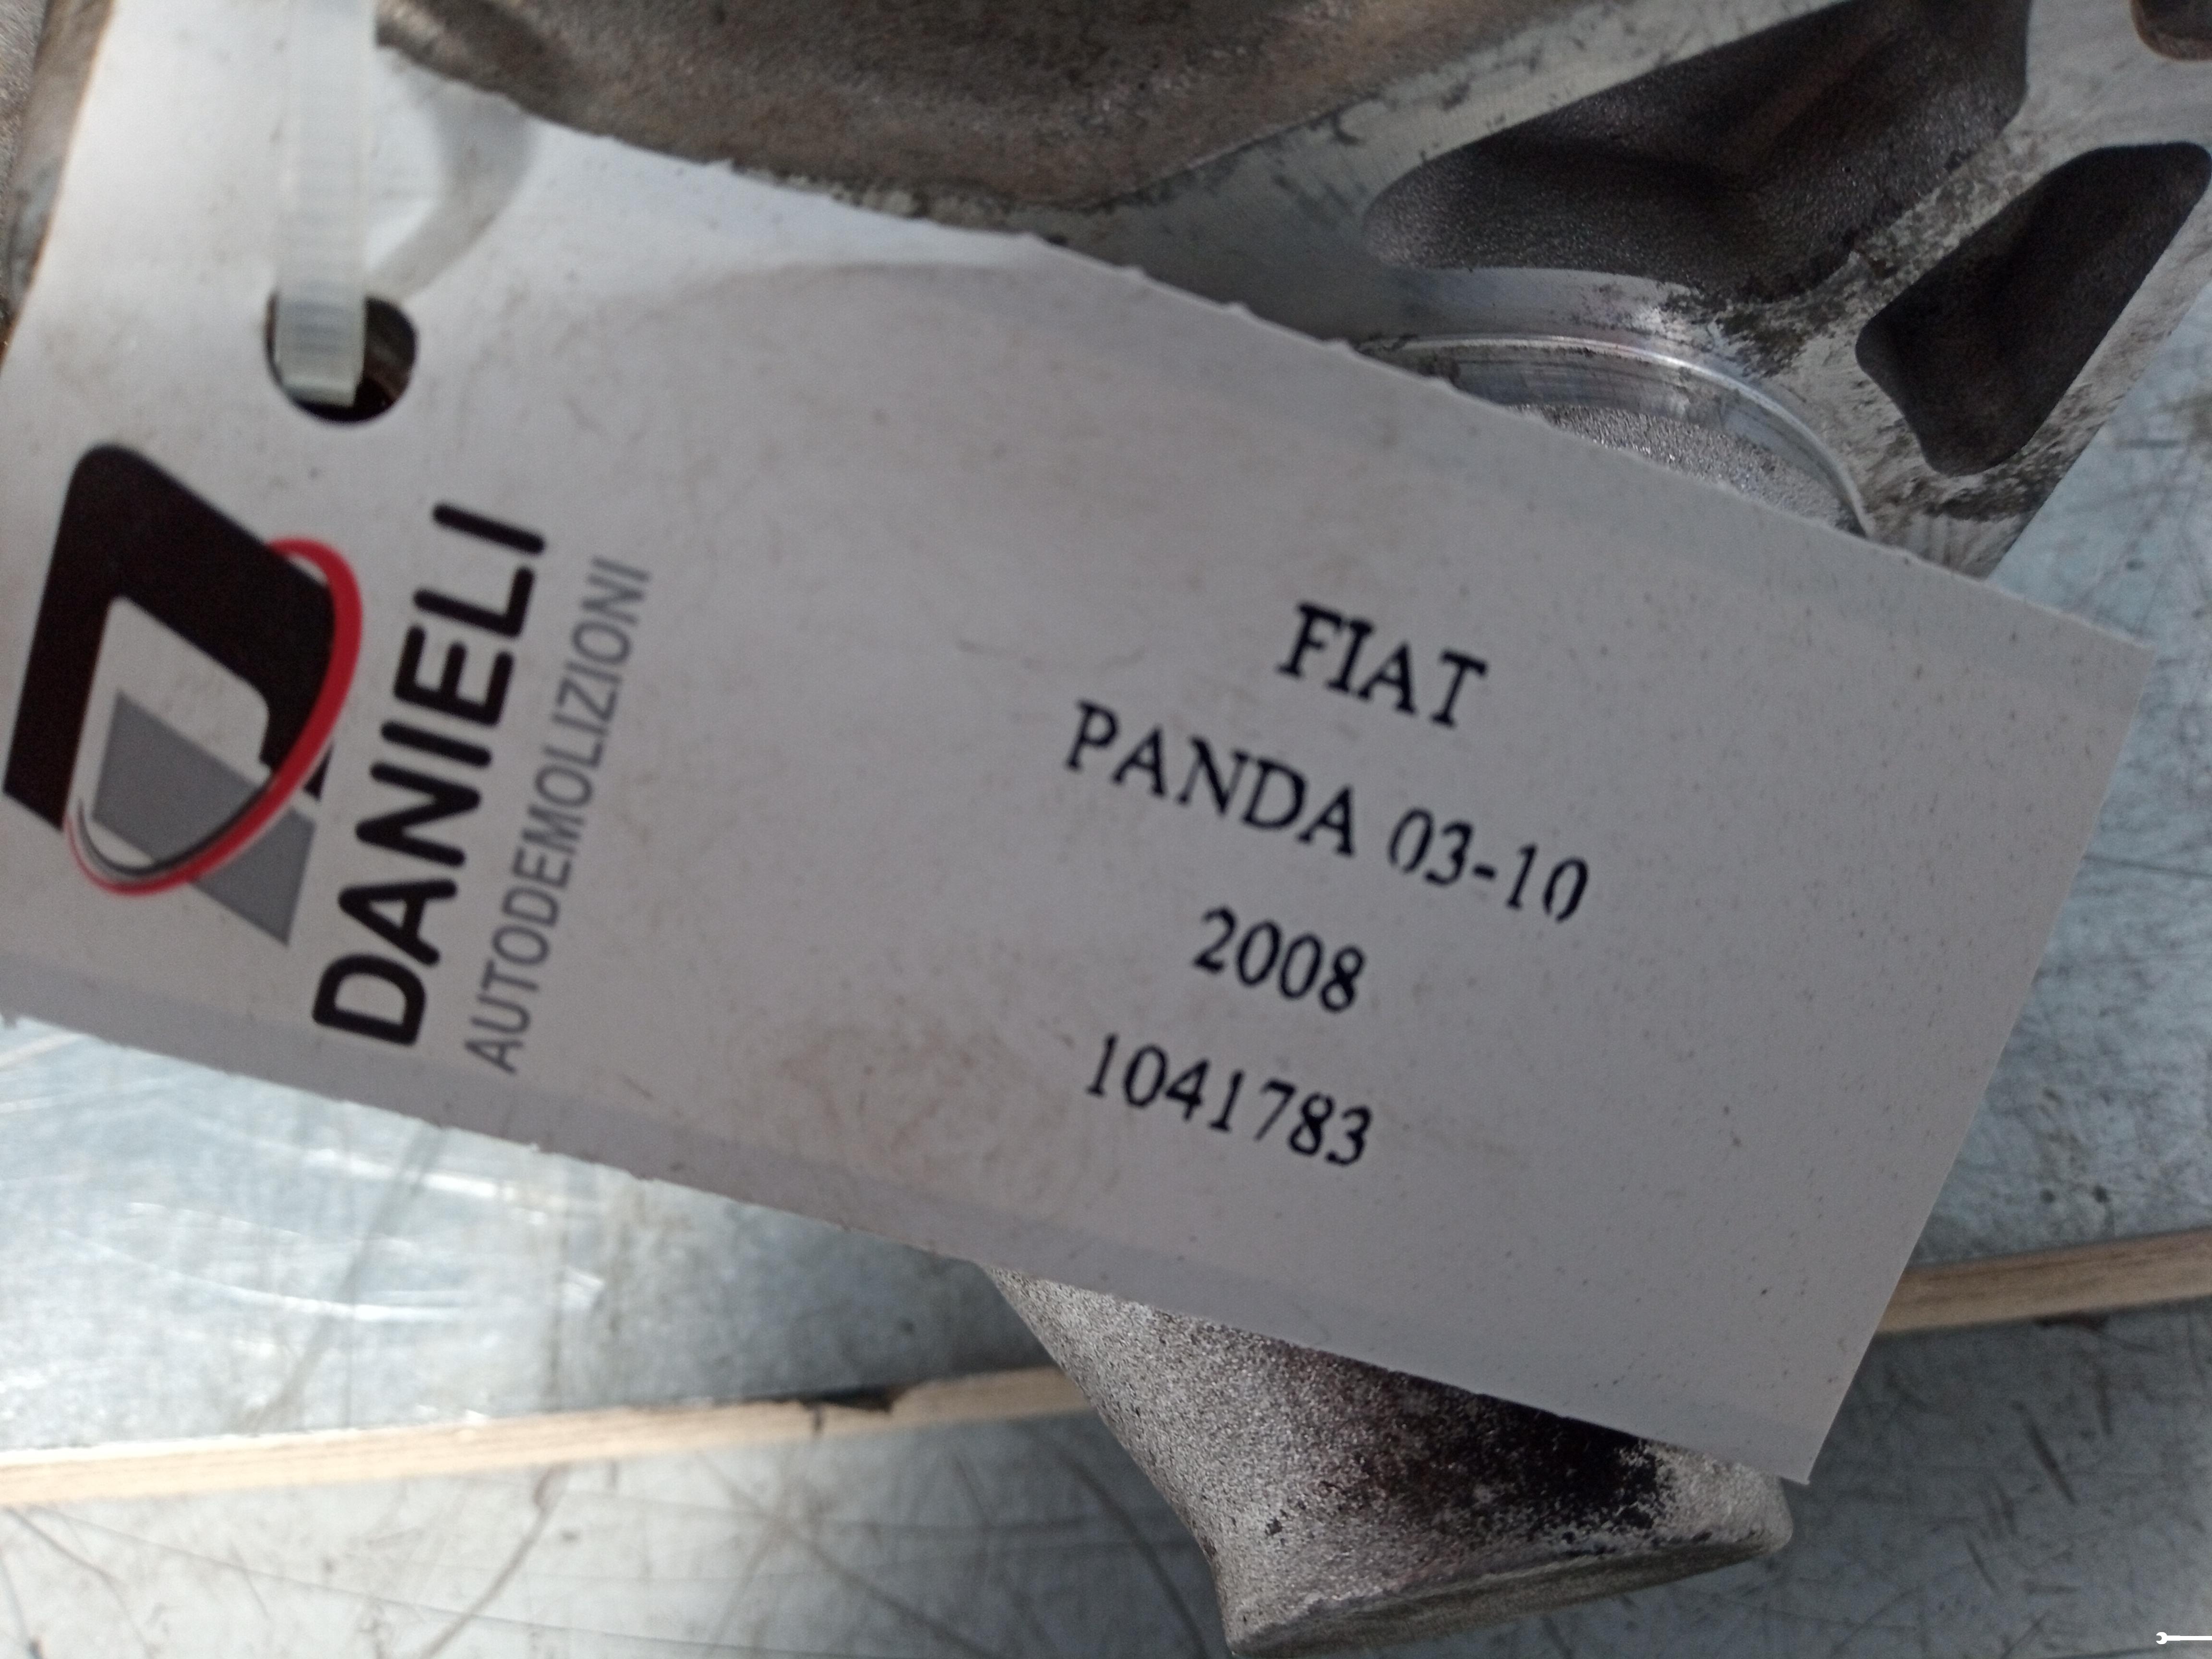 DANIELI
AUTODEMOLIZIONI
FIAT
PANDA 03-10
2008
1041783